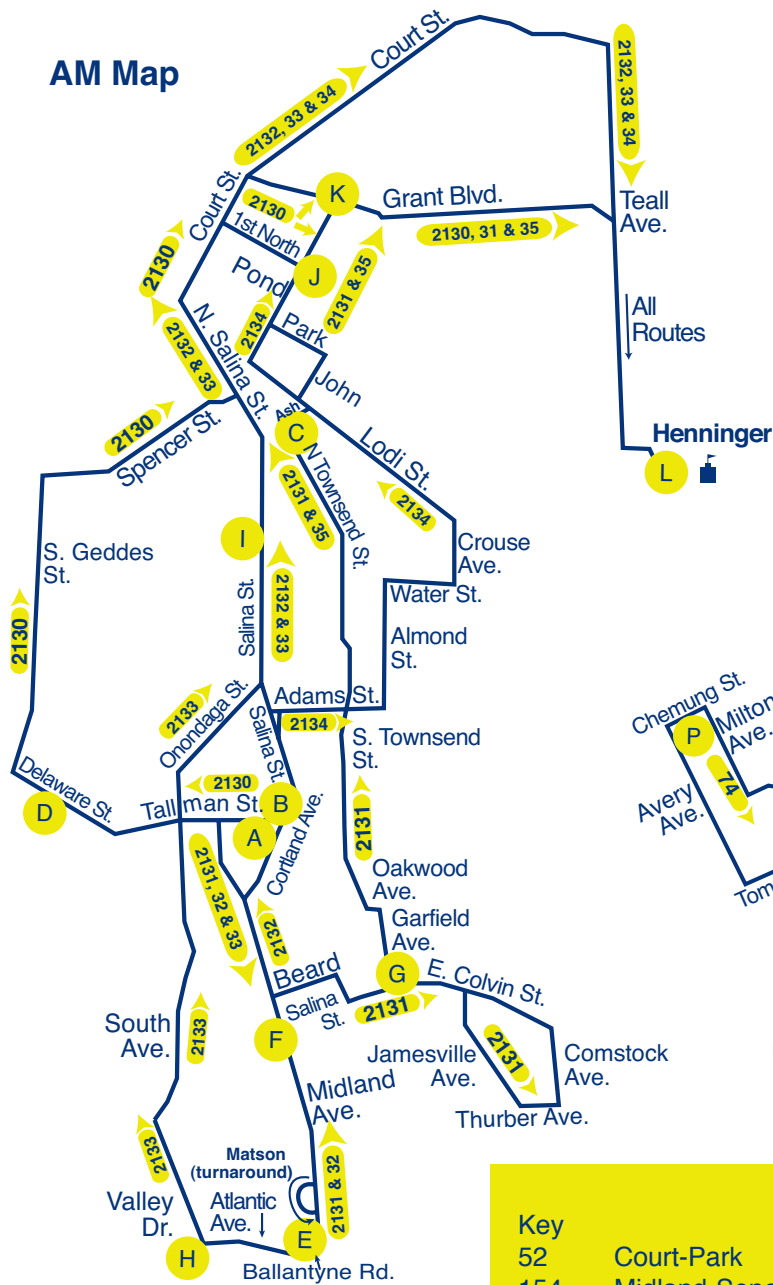 AM Map
Court St.
2132, 33 & 34
2132, 33 & 34
Court St.
K
Grant Blvd.
Teall
Ave.
2130
1st North
2130, 31 & 35
2130
Pond
J
2131 & 35
All
Routes
2134
Park
N. Salina St.
2132 & 33
John
Ash
Henninger
2130
Spencer St.
C
Lodi St.
L
N Townsend St.
2131 & 35
2134
I
S. Geddes
St.
Crouse
Ave.
Water St.
Salina St.
2132 & 33
2130
Almond
St.
Onondaga St.
2133
Adams St.
Chemung St.
Salina St.
2134
S. Townsend
St.
P
Milton
Ave.
Delaware St.
2130
74
D
Tallman St.
B
Avery
Ave.
A
Cortland Ave.
2131
Oakwood
Ave.
Tom
2131, 32 & 33
2132
Garfield
Ave.
Beard
G
E. Colvin St.
Salina
St.
2131
South
Ave.
2133
F
Jamesville
Ave.
2131
Comstock
Ave.
Midland
Ave.
Thurber Ave.
2133
Matson
(turnaround)
2131 & 32
Valley
Dr.
Atlantic
Ave.
H
E
Ballantyne Rd.
Key
52 Court-Park